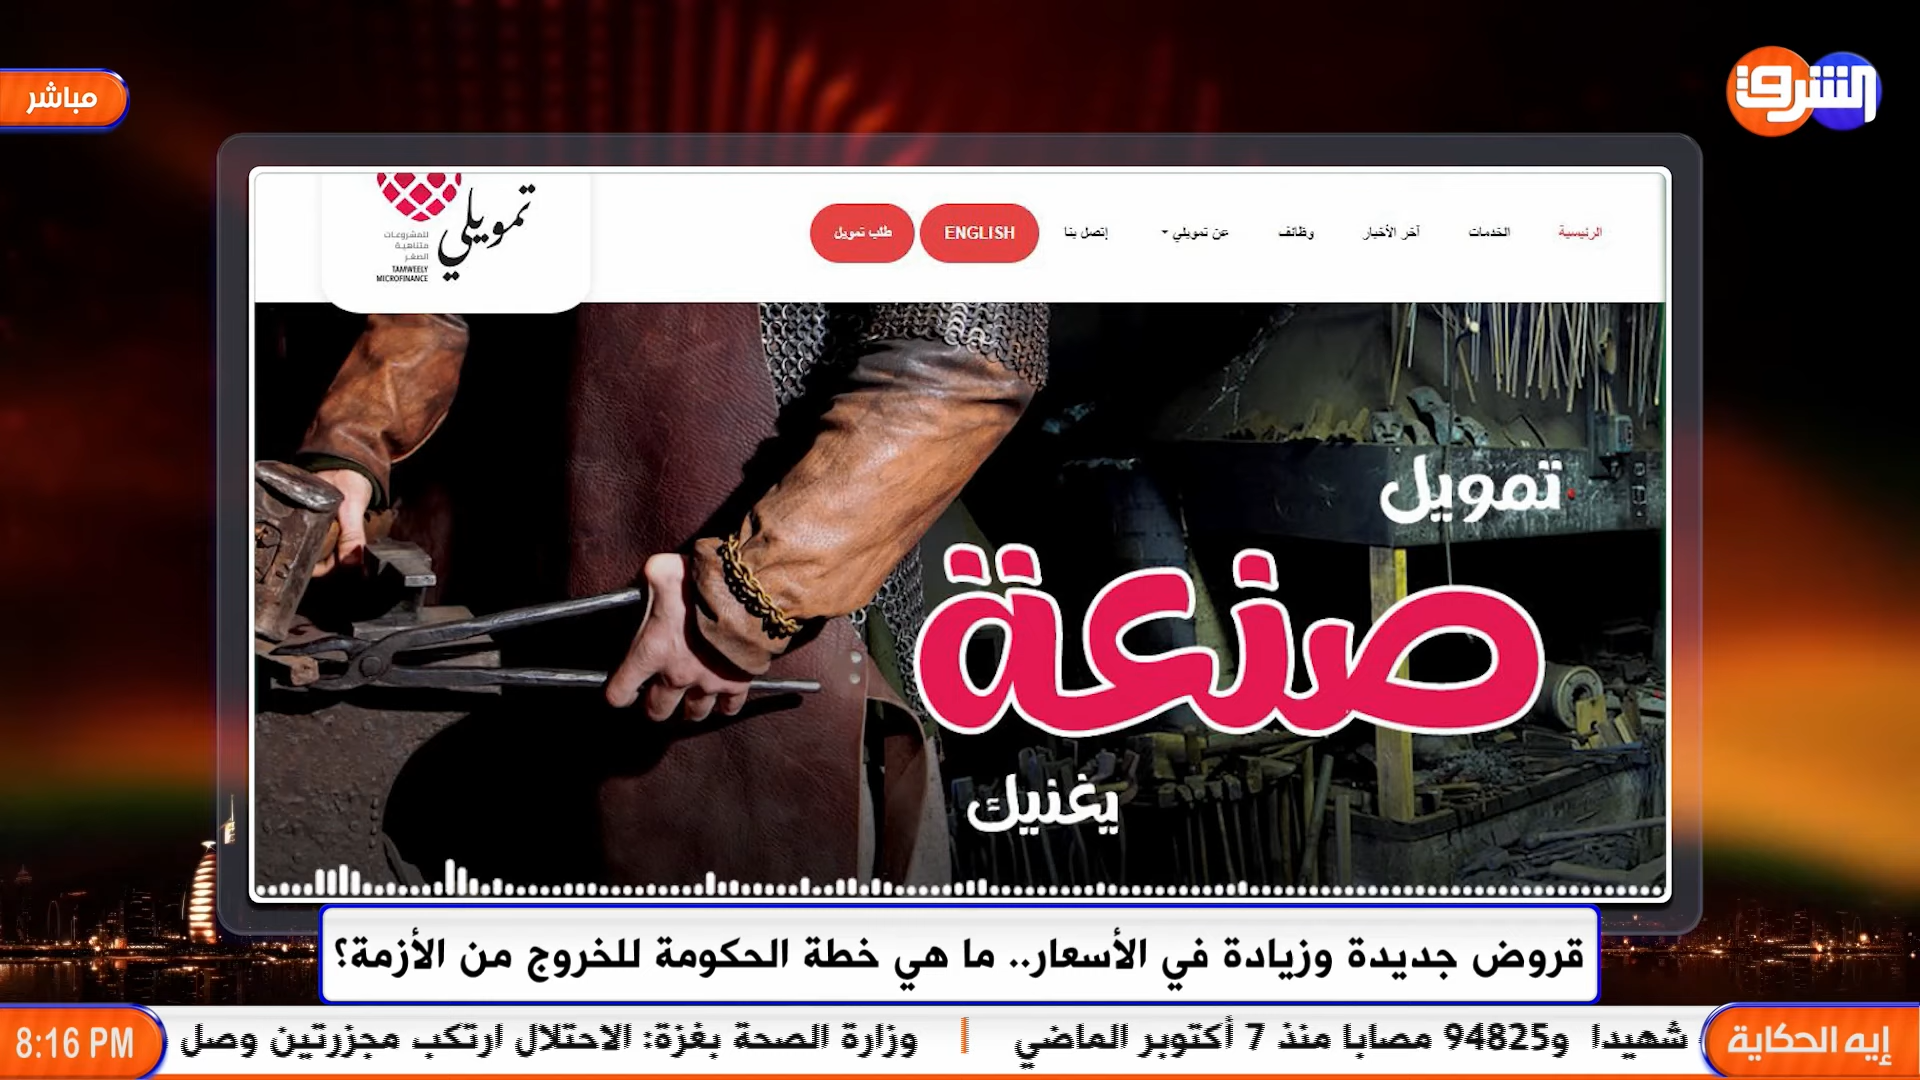 مباشر
الشرق
تمويلي
للمشروعات
متناهية
الصغر
TAMWEELY
MICROFINANCE
الرئيسية
الخدمات
آخر الأخبار
وظائف
عن تمويلي
إتصل بنا
ENGLISH
طلب تمويل
تمويل
صنعة
يغنيك
قروض جديدة وزيادة في الأسعار.. ما هي خطة الحكومة للخروج من الأزمة؟
إيه الحكاية
شهيدا و94825 مصابا منذ 7 أكتوبر الماضي | وزارة الصحة بغزة: الاحتلال ارتكب مجزرتين وصل
8:16 PM